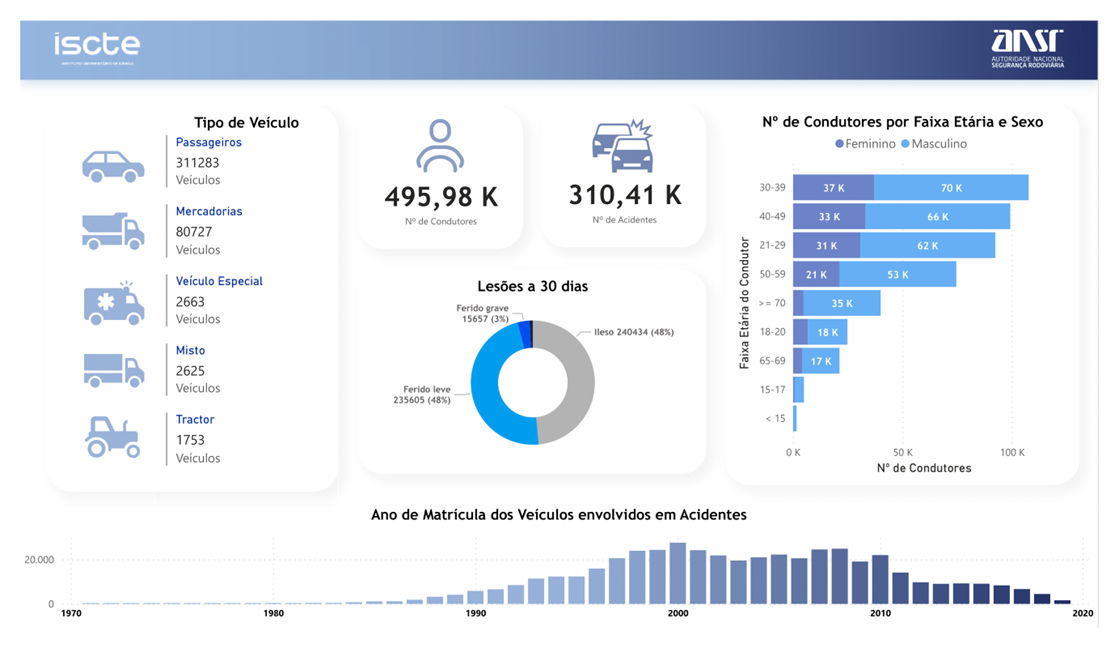 iscte
INSTITUTO UNIVERSITÁRIO DE LISBOA
ansr
AUTORIDADE NACIONAL
SEGURANÇA RODOVIÁRIA
Tipo de Veículo
Passageiros
311283
Veículos
Mercadorias
80727
Veículos
Veículo Especial
2663
Veículos
Misto
2625
Veículos
Tractor
1753
Veículos
495,98 K
Nº de Condutores
310,41 K
Nº de Acidentes
Lesões a 30 dias
Ferido grave
15657 (3%)
Ileso 240434 (48%)
Ferido leve
235605 (48%)
Nº de Condutores por Faixa Etária e Sexo
Feminino Masculino
Faixa Etária do Condutor
30-39 37 K 70 K
40-49 33 K 66 K
21-29 31 K 62 K
50-59 21 K 53 K
>= 70 35 K
18-20 18 K
65-69 17 K
15-17
< 15
0 K 50 K 100 K
Nº de Condutores
Ano de Matrícula dos Veículos envolvidos em Acidentes
20.000
0
1970 1980 1990 2000 2010 2020